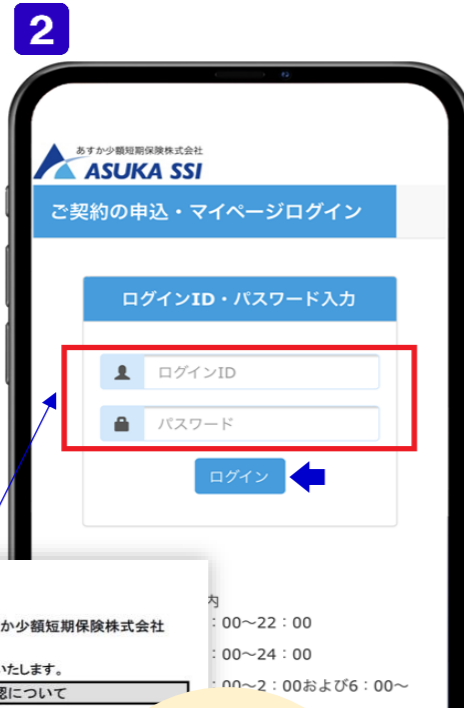 2
あすか少額短期保険株式会社
ASUKA SSI
ご契約の申込・マイページログイン
ログインID・パスワード入力
ログインID
パスワード
ログイン
内
：00～22：00
：00～24：00
：00～2：00および6：00～
か少額短期保険株式会社
いたします。
認について